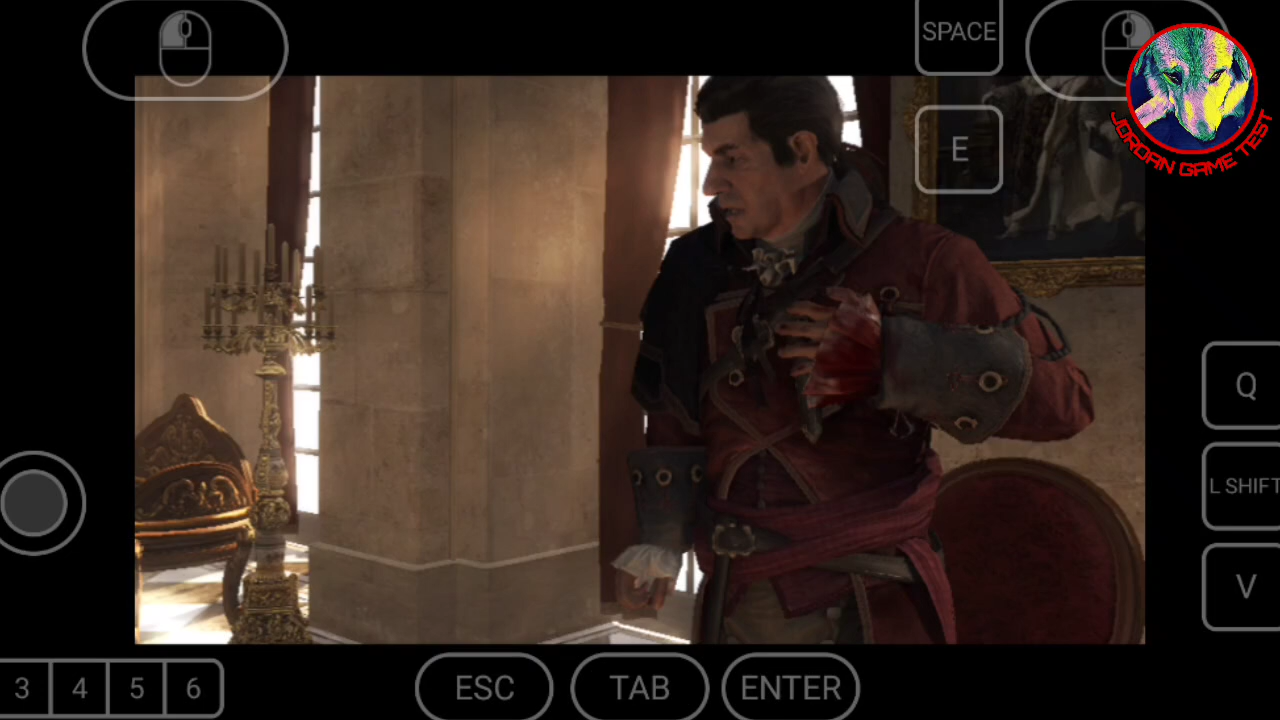 SPACE
E
JORDAN GAME TEST
Q
L SHIFT
V
3 4 5 6
ESC TAB ENTER